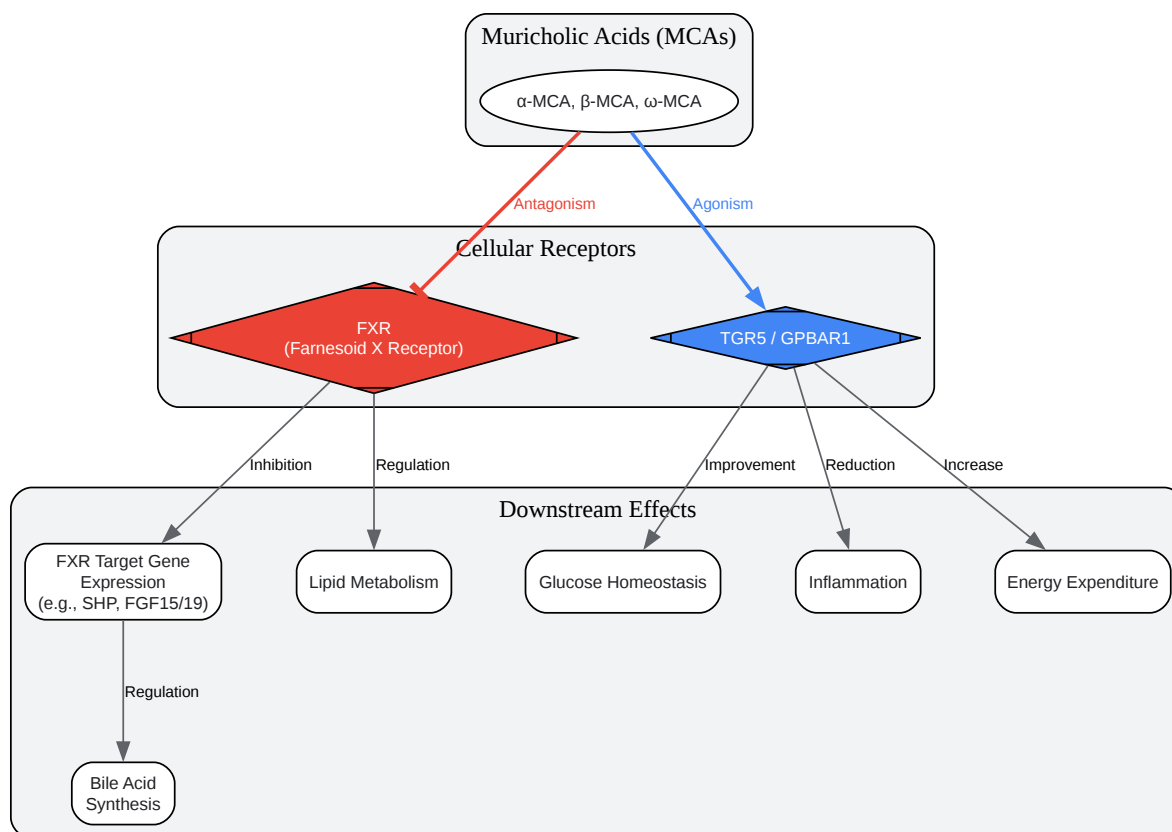 Muricholic Acids (MCAs)
α-MCA, β-MCA, ω-MCA
Antagonism
Agonism
Cellular Receptors
FXR
(Farnesoid X Receptor)
TGR5 / GPBAR1
Inhibition
Regulation
Improvement
Reduction
Increase
Downstream Effects
FXR Target Gene
Expression
(e.g., SHP, FGF15/19)
Lipid Metabolism
Glucose Homeostasis
Inflammation
Energy Expenditure
Regulation
Bile Acid
Synthesis